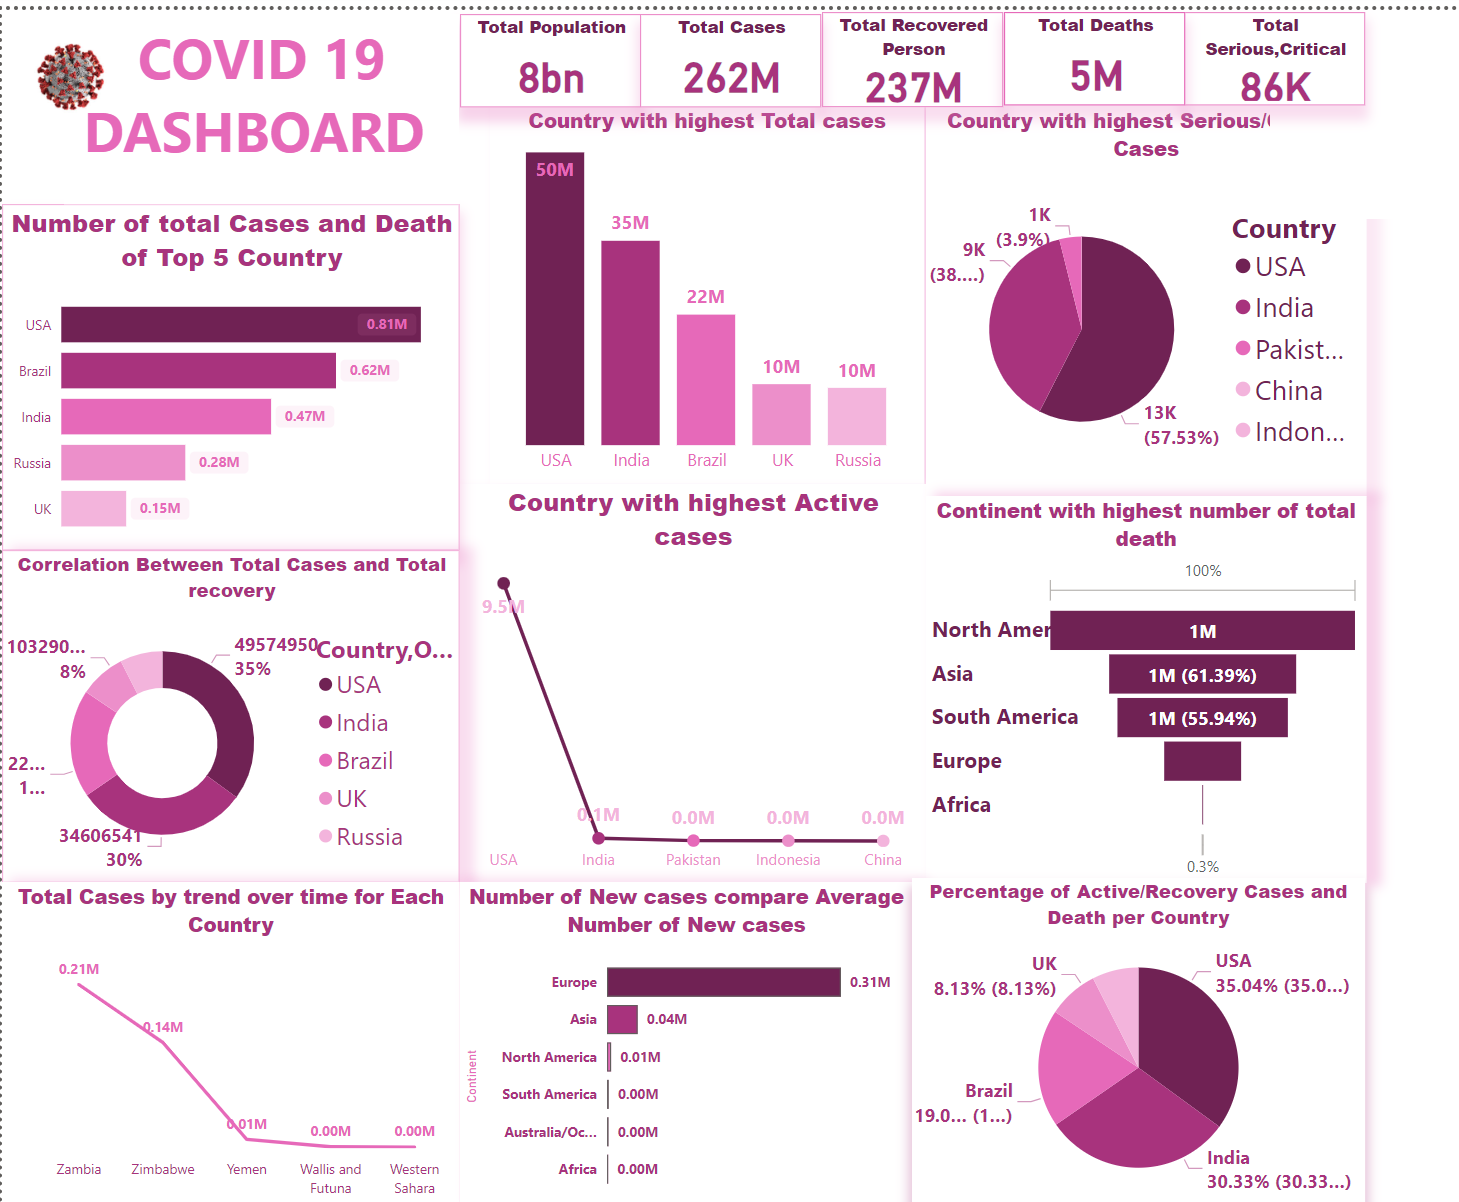 COVID 19
DASHBOARD
Total Population
8bn
Total Cases
262M
Total Recovered
Person
237M
Total Deaths
5M
Total
Serious,Critical
86K
Number of total Cases and Death
of Top 5 Country
USA
0.81M
Brazil
0.62M
India
0.47M
Russia
0.28M
UK
0.15M
Country with highest Total cases
50M
35M
22M
10M
10M
USA
India
Brazil
UK
Russia
Country with highest Serious/
Cases
1K
(3.9%)
9K
(38....)
13K
(57.53%)
Country
USA
India
Pakist...
China
Indon...
Correlation Between Total Cases and Total
recovery
103290...
8%
49574950
35%
22...
1...
34606541
30%
Country,O...
USA
India
Brazil
UK
Russia
Country with highest Active
cases
9.5M
0.1M
0.0M
0.0M
0.0M
USA
India
Pakistan
Indonesia
China
Continent with highest number of total
death
100%
North Amer
1M
Asia
1M (61.39%)
South America
1M (55.94%)
Europe
Africa
0.3%
Total Cases by trend over time for Each
Country
0.21M
0.14M
0.01M
0.00M
0.00M
Zambia
Zimbabwe
Yemen
Wallis and
Futuna
Western
Sahara
Number of New cases compare Average
Number of New cases
Continent
Europe
0.31M
Asia
0.04M
North America
0.01M
South America
0.00M
Australia/Oc...
0.00M
Africa
0.00M
Percentage of Active/Recovery Cases and
Death per Country
UK
8.13% (8.13%)
USA
35.04% (35.0...)
Brazil
19.0... (1...)
India
30.33% (30.33...)